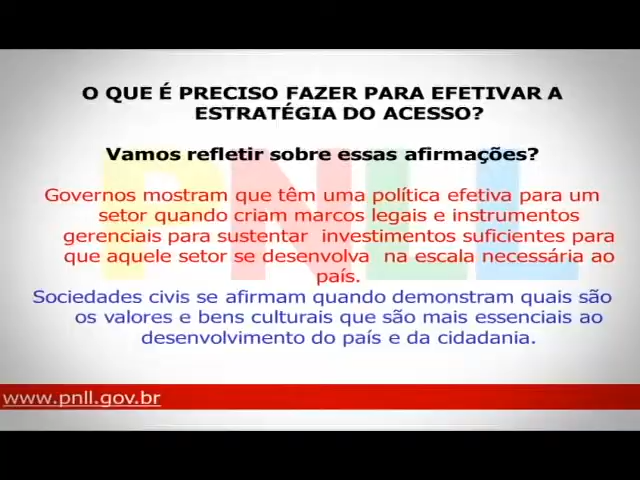 O QUE É PRECISO FAZER PARA EFETIVAR A
ESTRATÉGIA DO ACESSO?
Vamos refletir sobre essas afirmações?
Governos mostram que têm uma política efetiva para um
setor quando criam marcos legais e instrumentos
gerenciais para sustentar investimentos suficientes para
que aquele setor se desenvolva na escala necessária ao
país.
Sociedades civis se afirmam quando demonstram quais são
os valores e bens culturais que são mais essenciais ao
desenvolvimento do país e da cidadania.
PNLL
www.pnll.gov.br